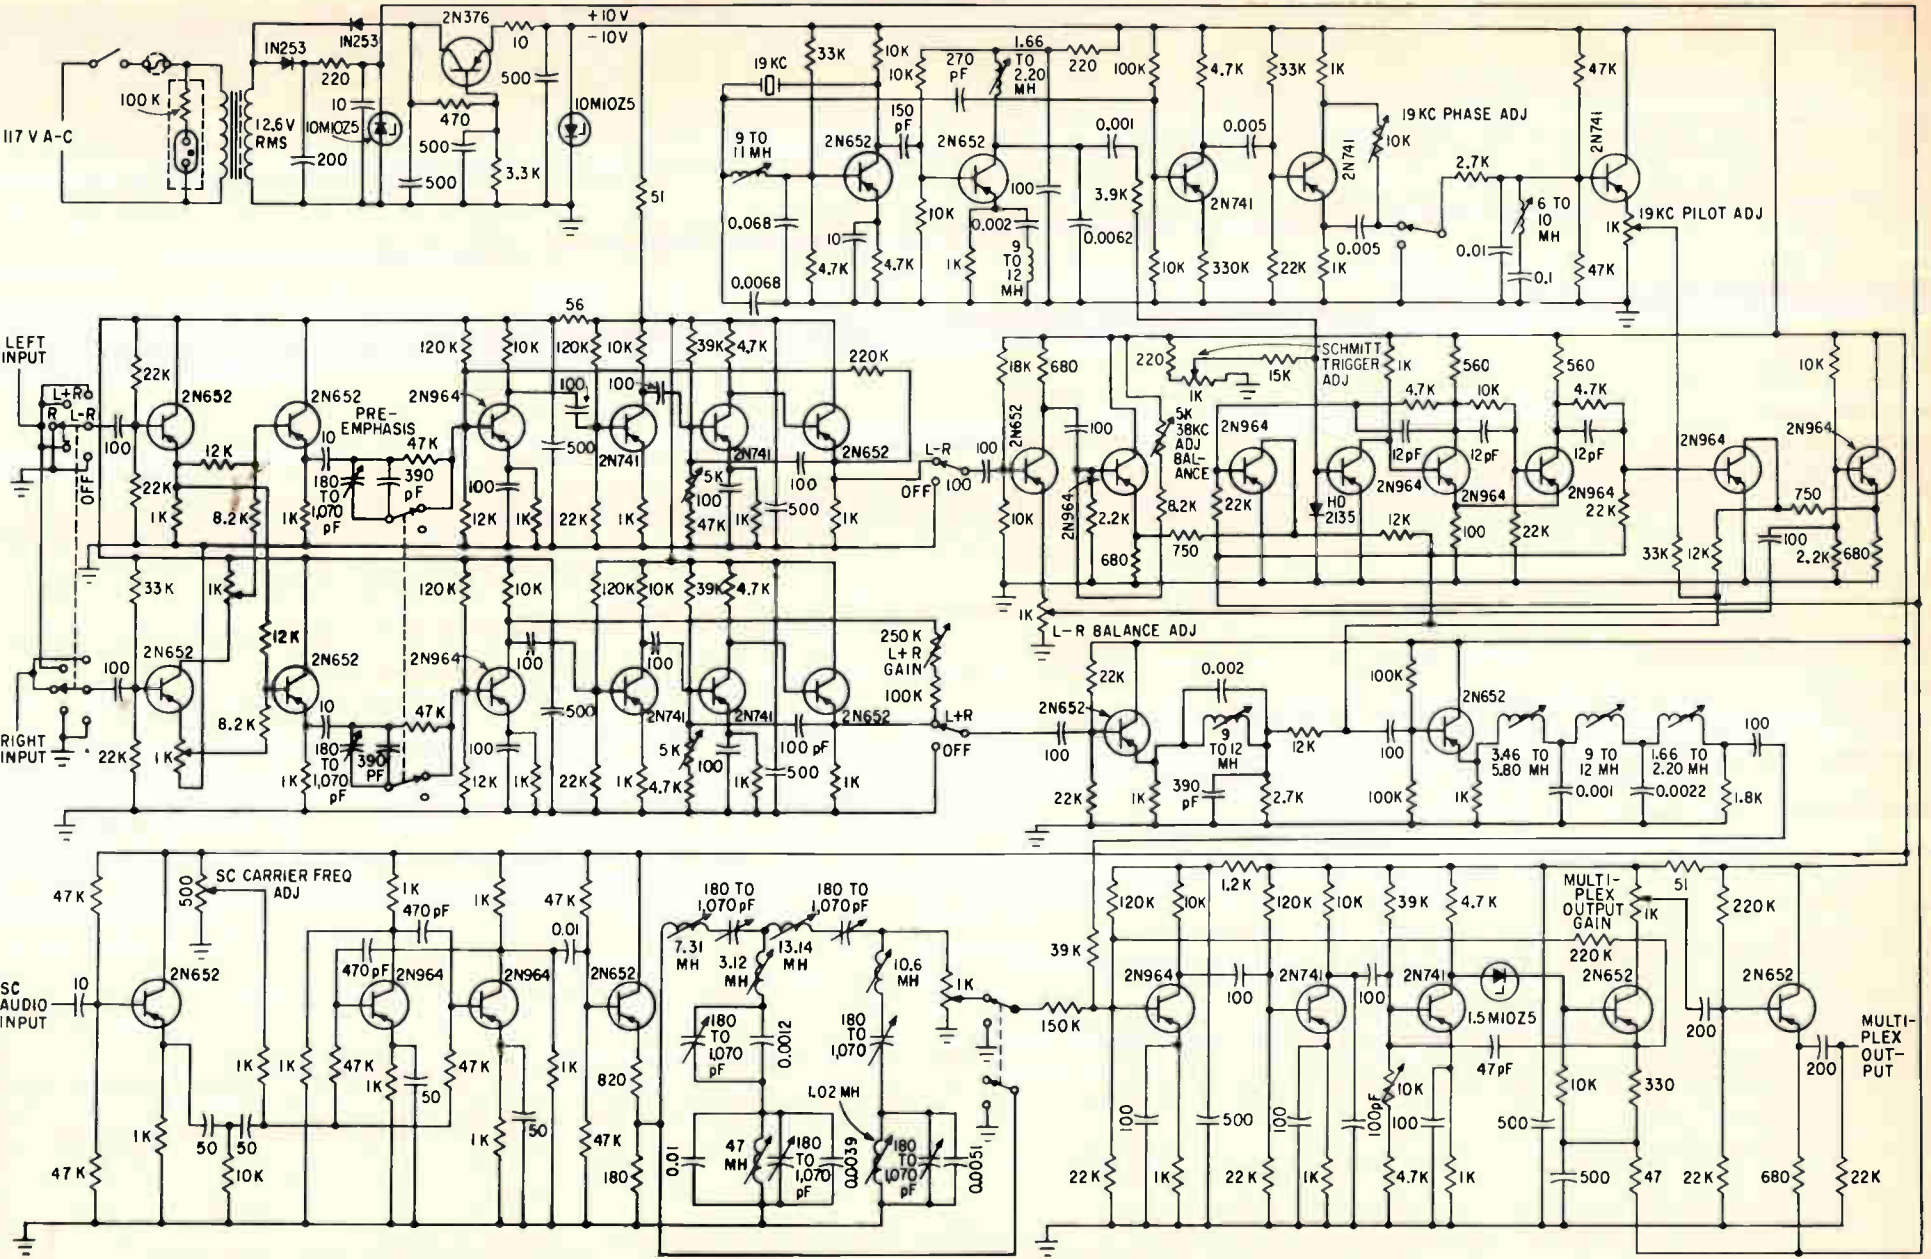 2N376
+10 V
-10V
1N253
1N253
10
500
220
117 V A-C
100 K
12.6V
RMS
10
10M10Z5
200
470
500
500
3.3K
10M10Z5
51
19 KC
33K
10K
10K
270
pF
1.66
TO
2.20
MH
220
100K
4.7K
33K
1K
47K
2N741
19KC PHASE ADJ
10K
2N741
150
pF
9 TO
11 MH
2N652
2N652
0.001
0.005
2.7K
100
3.9K
2N741
0.068
10
10K
0.002
0.0062
0.005
6 TO
10
MH
1K
19KC PILOT ADJ
0.01
0.1
4.7K
4.7K
1K
9
TO
12
MH
10K
330K
22K
1K
47K
0.0068
LEFT
INPUT
L+R
R
L-R
OFF
100
22K
2N652
2N652
PRE-
EMPHASIS
120K
10K
56
120K
10K
39K
4.7K
220K
2N964
100
100
12K
10
47K
180
TO
1,070
pF
390
pF
500
2N741
2N741
2N652
5K
100
100
22K
1K
8.2K
1K
100
12K
1K
22K
1K
47K
1K
500
1K
L-R
OFF
100
18K
680
220
1K
15K
SCHMITT
TRIGGER
ADJ
1K
560
560
10K
4.7K
10K
4.7K
2N652
100
5K
38KC
ADJ
BAL-
ANCE
2N964
12pF
12pF
12pF
2N964
2N964
10K
2N964
2.2K
680
8.2K
750
22K
HD
2135
2N964
2N964
2N964
12K
100
22K
22K
33K
12K
750
100
2.2K
680
1K
L-R BALANCE ADJ
33K
1K
12K
120K
10K
120K
10K
39K
4.7K
2N652
2N652
2N964
100
100
250 K
L+R
GAIN
100K
100
8.2K
10
47K
180
TO
1,070
pF
390
PF
500
2N741
2N741
2N652
L+R
OFF
RIGHT
INPUT
22K
1K
1K
100
12K
1K
22K
1K
5K
4.7K
100
1K
100 pF
500
1K
22K
0.002
100K
2N652
2N652
100
9
TO 12
MH
12K
100
3.46 TO
5.80 MH
9 TO
12 MH
1.66 TO
2.20 MH
100
22K
1K
390
pF
2.7K
100K
1K
0.001
0.0022
1.8K
47K
500
SC CARRIER FREQ
ADJ
1K
470 pF
1K
47K
0.01
180 TO
1,070 pF
180 TO
1,070pF
7.31
MH
3.12
MH
13.14
MH
10.6
MH
SC
AUDIO
INPUT
10
2N652
470pF
2N964
2N964
2N652
1K
180
TO
1,070
pF
0.0012
180
TO
1,070
150K
39K
1K
1K
47K
1K
50
47K
1K
820
1.02 MH
50
50
10K
1K
47K
1K
50
47K
180
0.01
47
MH
180
TO
1,070
pF
0.0039
180
TO
1,070
pF
0.0051
120K
10K
1.2K
120K
10K
39K
4.7K
MULTI-
PLEX
OUTPUT
GAIN
1K
51
220K
220K
2N964
2N741
2N741
2N652
2N652
100
100
1.5M10Z5
200
MULTI-
PLEX
OUT-
PUT
47pF
200
10K
10K
330
100
500
100
100pF
100
500
22K
1K
22K
1K
4.7K
1K
500
47
22K
680
22K